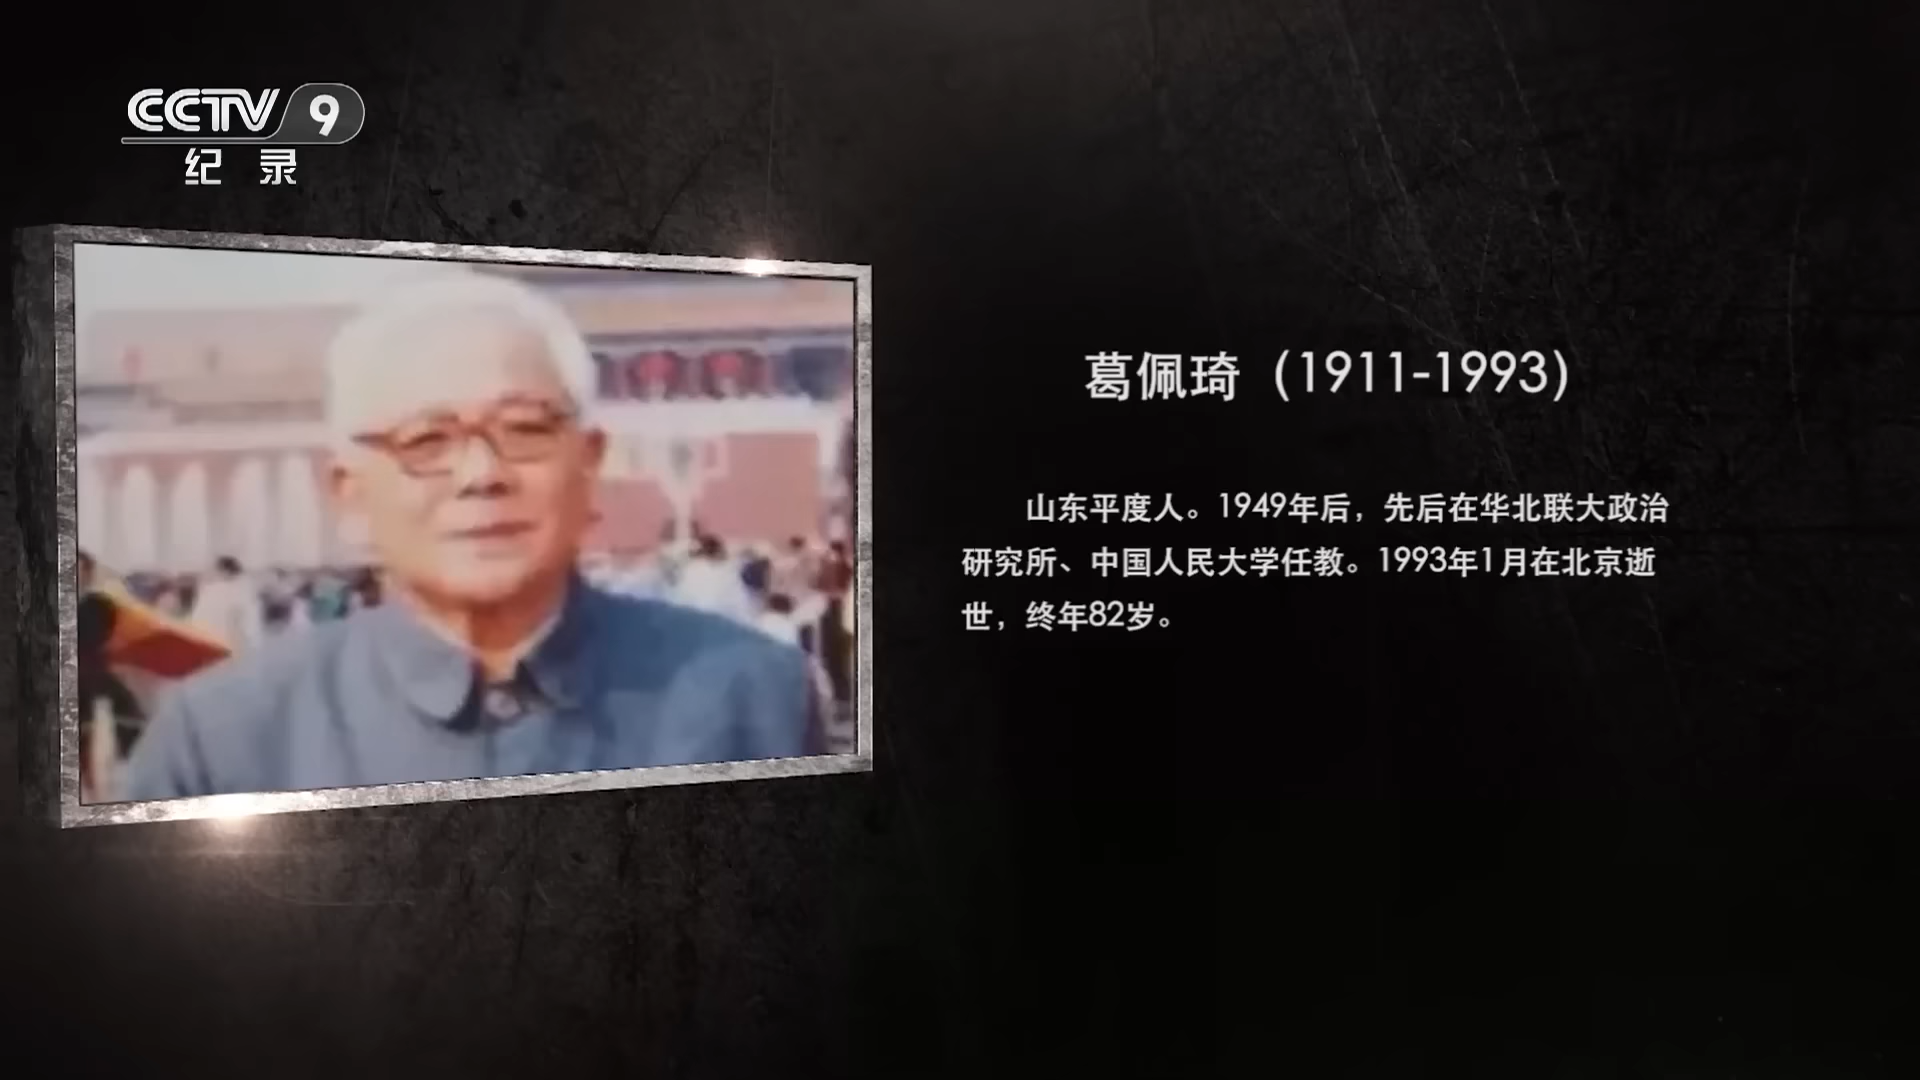 CCTV 9
纪 录
葛佩琦（1911-1993）
山东平度人。1949年后，先后在华北联大政治
研究所、中国人民大学任教。1993年1月在北京逝
世，终年82岁。